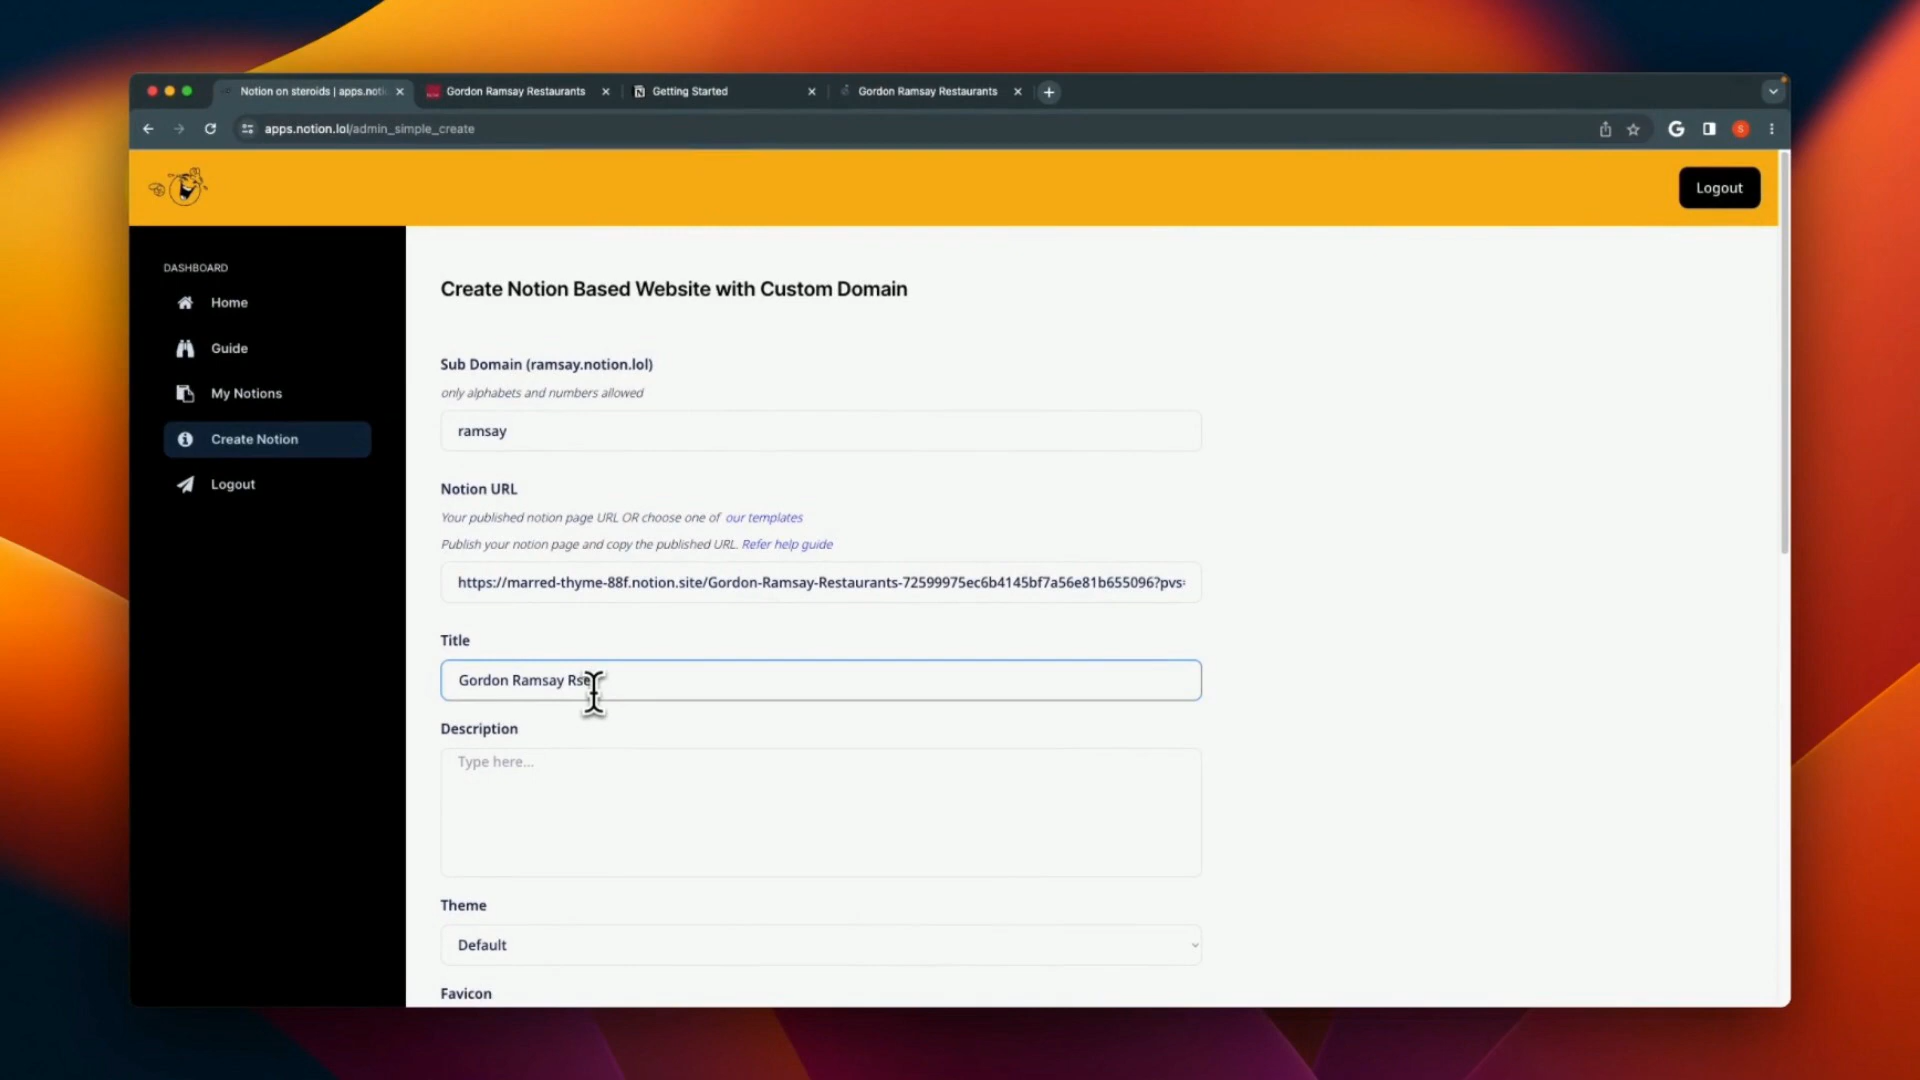 Notion on steroids | apps.noti
Gordon Ramsay Restaurants
Getting Started
Gordon Ramsay Restaurants
apps.notion.lol/admin_simple_create
G
S
Logout
DASHBOARD
Home
Guide
My Notions
Create Notion
Logout
Create Notion Based Website with Custom Domain
Sub Domain (ramsay.notion.lol)
only alphabets and numbers allowed
ramsay
Notion URL
Your published notion page URL OR choose one of our templates
Publish your notion page and copy the published URL. Refer help guide
https://marred-thyme-88f.notion.site/Gordon-Ramsay-Restaurants-72599975ec6b4145bf7a56e81b655096?pvs=
Title
Gordon Ramsay Rse
Description
Type here...
Theme
Default
Favicon